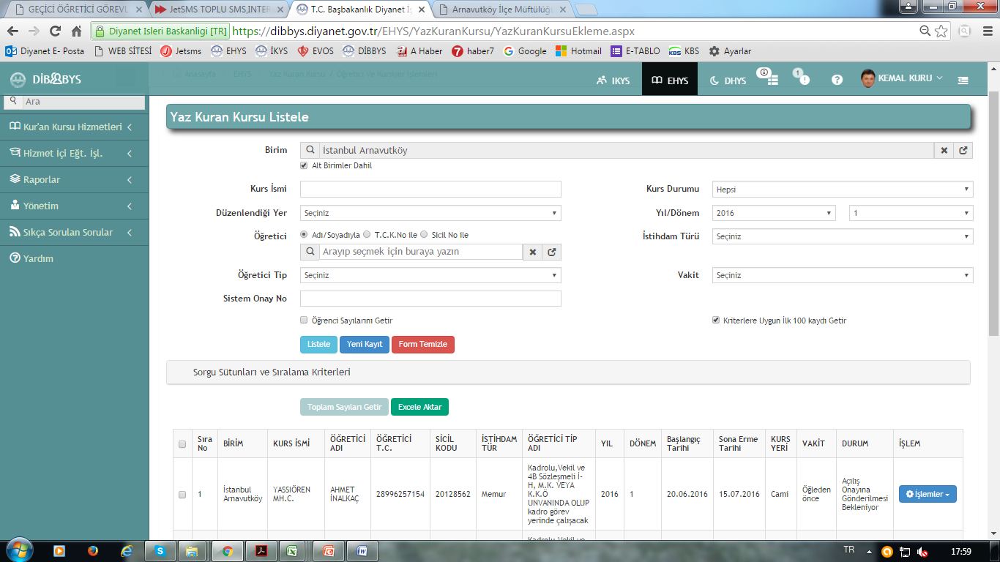 GEÇİCİ ÖĞRETİCİ GÖREVL
JetSMS TOPLU SMS,INTER
T.C. Başbakanlık Diyanet İş
Arnavutköy İlçe Müftülüğü
Diyanet Isleri Baskanligi [TR] https://dibbys.diyanet.gov.tr/EHYS/YazKuranKursu/YazKuranKursuEkleme.aspx
Diyanet E- Posta WEB SİTESİ Jetsms EHYS İKYS EVOS DİBBYS A Haber haber7 Google Hotmail E-TABLO KBS KBS Ayarlar
DİBBYS
Anasayfa / EHYS / Yaz Kuran Kursu / Öğretici Ve Kursiyer İşlemleri
IKYS EHYS DHYS 1 KEMAL KURU
Ara
Kur'an Kursu Hizmetleri
Hizmet İçi Eğt. İşl.
Raporlar
Yönetim
Sıkça Sorulan Sorular
Yardım
Yaz Kuran Kursu Listele
Birim İstanbul Arnavutköy
Alt Birimler Dahil
Kurs İsmi Kurs Durumu Hepsi
Düzenlendiği Yer Seçiniz Yıl/Dönem 2016 1
Öğretici Adı/Soyadıyla T.C.K.No ile Sicil No ile İstihdam Türü Seçiniz
Arayıp seçmek için buraya yazın
Öğretici Tip Seçiniz Vakit Seçiniz
Sistem Onay No
Öğrenci Sayılarını Getir Kriterlere Uygun İlk 100 kaydı Getir
Listele Yeni Kayıt Form Temizle
Sorgu Sütunları ve Sıralama Kriterleri
Toplam Sayıları Getir Excele Aktar
Sıra No BİRİM KURS İSMİ ÖĞRETİCİ ADI ÖĞRETİCİ T.C. SİCİL KODU İSTİHDAM TÜR ÖĞRETİCİ TİP ADI YIL DÖNEM Başlangıç Tarihi Sona Erme Tarihi KURS YERİ VAKİT DURUM İŞLEM
1 İstanbul Arnavutköy YASSIÖREN MH.C. AHMET İNALKAÇ 28996257154 20128562 Memur Kadrolu,Vekil ve 4B Sözleşmeli İ-H, M.K. VEYA K.K.Ö UNVANINDA OLUP kadro görev yerinde çalışacak 2016 1 20.06.2016 15.07.2016 Cami Öğleden önce Açılış Onayına Gönderilmesi Bekleniyor İşlemler
Kadrolu,Vekil ve
TR 17:59